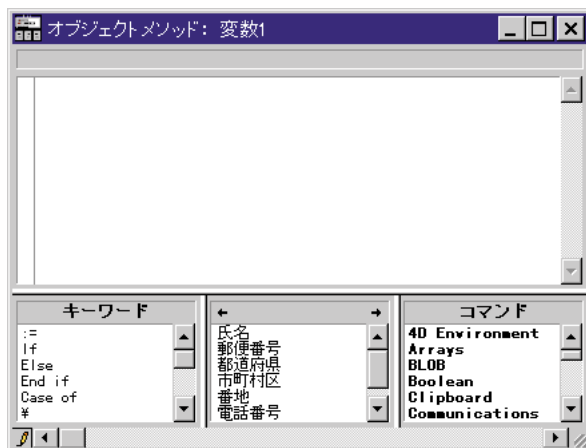 オブジェクトメソッド： 変数1
キーワード
:=
If
Else
End if
Case of
¥
← →
氏名
郵便番号
都道府県
市町村区
番地
電話番号
コマンド
4D Environment
Arrays
BLOB
Boolean
Clipboard
Communications